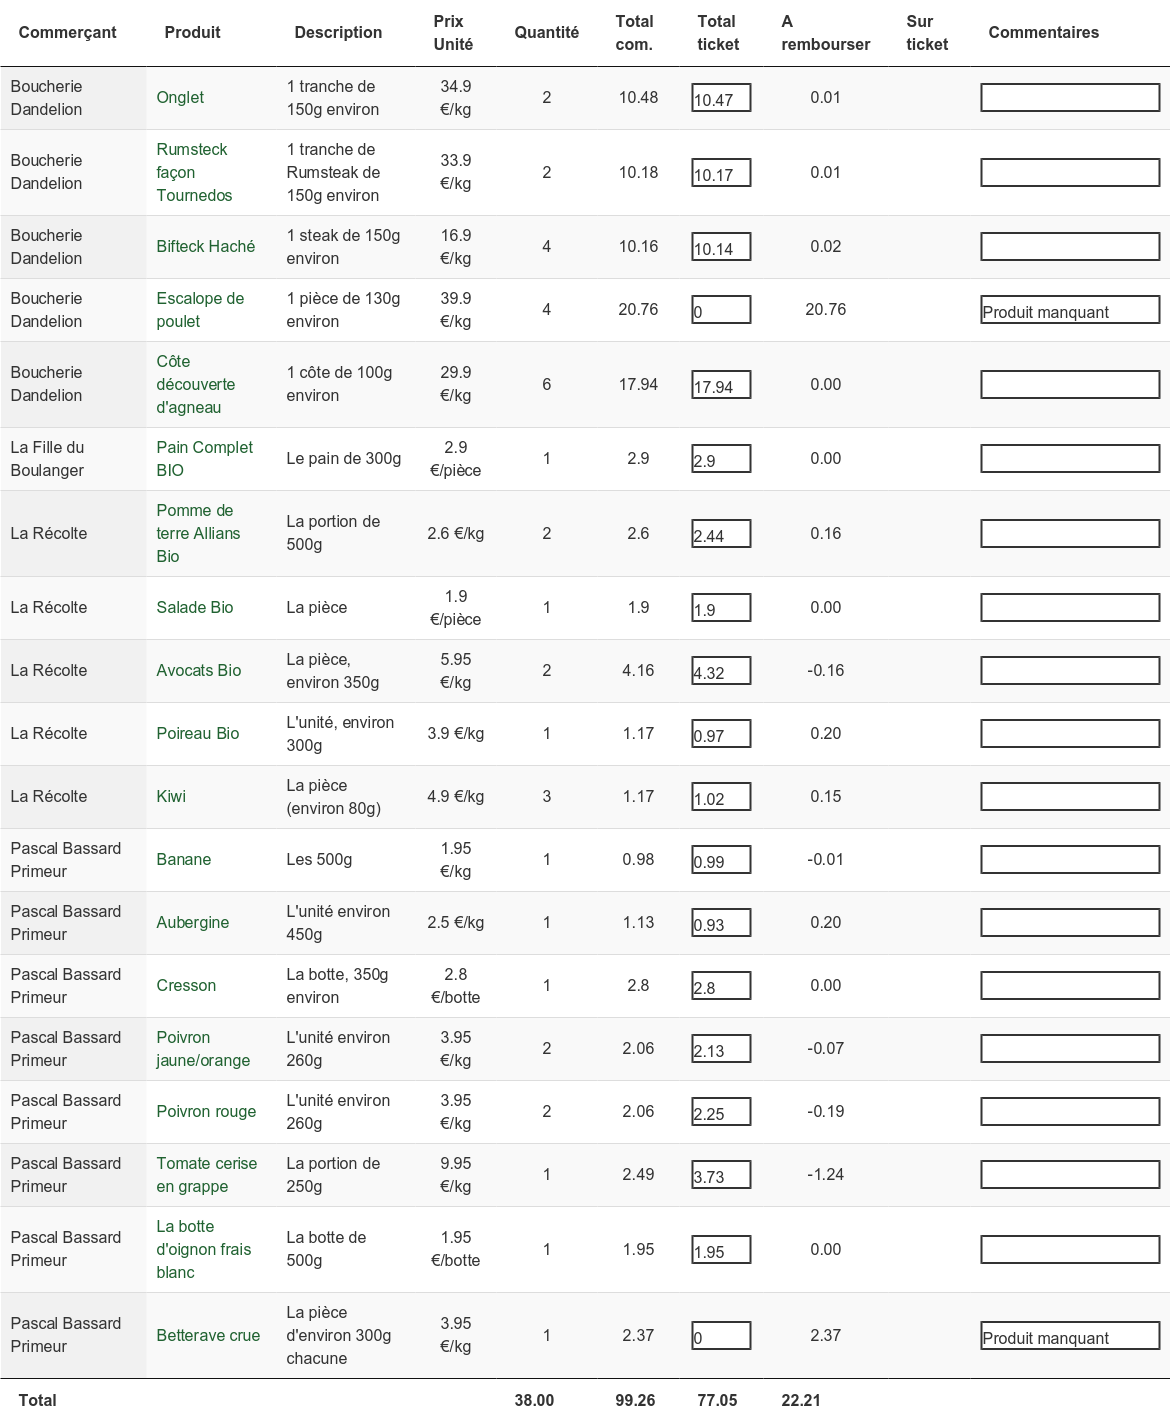 Commerçant Produit Description Prix Unité Quantité Total com. Total ticket A rembourser Sur ticket Commentaires
Boucherie Dandelion Onglet 1 tranche de 150g environ 34.9 €/kg 2 10.48 10.47 0.01
Boucherie Dandelion Rumsteck façon Tournedos 1 tranche de Rumsteak de 150g environ 33.9 €/kg 2 10.18 10.17 0.01
Boucherie Dandelion Bifteck Haché 1 steak de 150g environ 16.9 €/kg 4 10.16 10.14 0.02
Boucherie Dandelion Escalope de poulet 1 pièce de 130g environ 39.9 €/kg 4 20.76 0 20.76 Produit manquant
Boucherie Dandelion Côte découverte d'agneau 1 côte de 100g environ 29.9 €/kg 6 17.94 17.94 0.00
La Fille du Boulanger Pain Complet BIO Le pain de 300g 2.9 €/pièce 1 2.9 2.9 0.00
La Récolte Pomme de terre Allians Bio La portion de 500g 2.6 €/kg 2 2.6 2.44 0.16
La Récolte Salade Bio La pièce 1.9 €/pièce 1 1.9 1.9 0.00
La Récolte Avocats Bio La pièce, environ 350g 5.95 €/kg 2 4.16 4.32 -0.16
La Récolte Poireau Bio L'unité, environ 300g 3.9 €/kg 1 1.17 0.97 0.20
La Récolte Kiwi La pièce (environ 80g) 4.9 €/kg 3 1.17 1.02 0.15
Pascal Bassard Primeur Banane Les 500g 1.95 €/kg 1 0.98 0.99 -0.01
Pascal Bassard Primeur Aubergine L'unité environ 450g 2.5 €/kg 1 1.13 0.93 0.20
Pascal Bassard Primeur Cresson La botte, 350g environ 2.8 €/botte 1 2.8 2.8 0.00
Pascal Bassard Primeur Poivron jaune/orange L'unité environ 260g 3.95 €/kg 2 2.06 2.13 -0.07
Pascal Bassard Primeur Poivron rouge L'unité environ 260g 3.95 €/kg 2 2.06 2.25 -0.19
Pascal Bassard Primeur Tomate cerise en grappe La portion de 250g 9.95 €/kg 1 2.49 3.73 -1.24
Pascal Bassard Primeur La botte d'oignon frais blanc La botte de 500g 1.95 €/botte 1 1.95 1.95 0.00
Pascal Bassard Primeur Betterave crue La pièce d'environ 300g chacune 3.95 €/kg 1 2.37 0 2.37 Produit manquant
Total 38.00 99.26 77.05 22.21